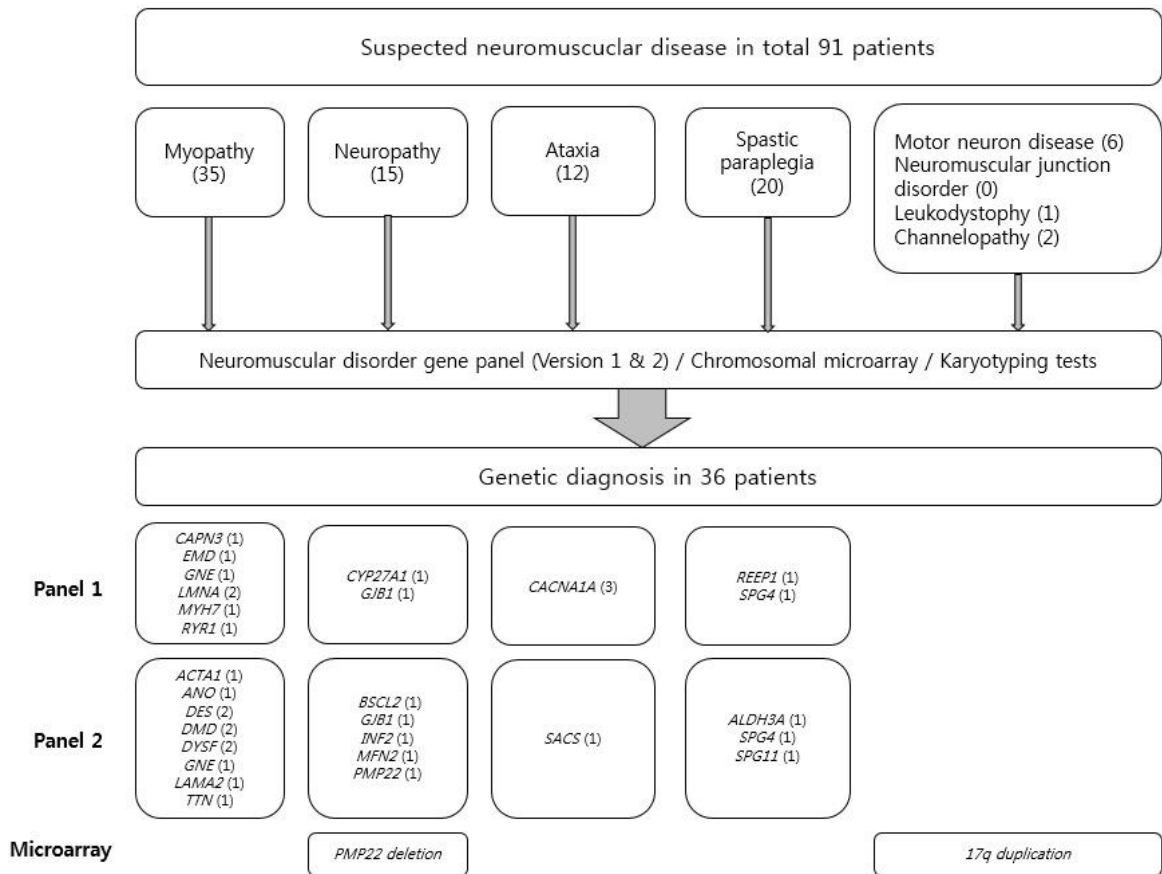 Suspected neuromuscuclar disease in total 91 patients
Myopathy
(35)
Neuropathy
(15)
Ataxia
(12)
Spastic
paraplegia
(20)
Motor neuron disease (6)
Neuromuscular junction
disorder (0)
Leukodystophy (1)
Channelopathy (2)
Neuromuscular disorder gene panel (Version 1 & 2) / Chromosomal microarray / Karyotyping tests
Genetic diagnosis in 36 patients
Panel 1
CAPN3 (1)
EMD (1)
GNE (1)
LMNA (2)
MYH7 (1)
RYR1 (1)
CYP27A1 (1)
GJB1 (1)
CACNA1A (3)
REEP1 (1)
SPG4 (1)
Panel 2
ACTA1 (1)
ANO (1)
DES (2)
DMD (2)
DYSF (2)
GNE (1)
LAMA2 (1)
TTN (1)
BSCL2 (1)
GJB1 (1)
INF2 (1)
MFN2 (1)
PMP22 (1)
SACS (1)
ALDH3A (1)
SPG4 (1)
SPG11 (1)
Microarray
PMP22 deletion
17q duplication